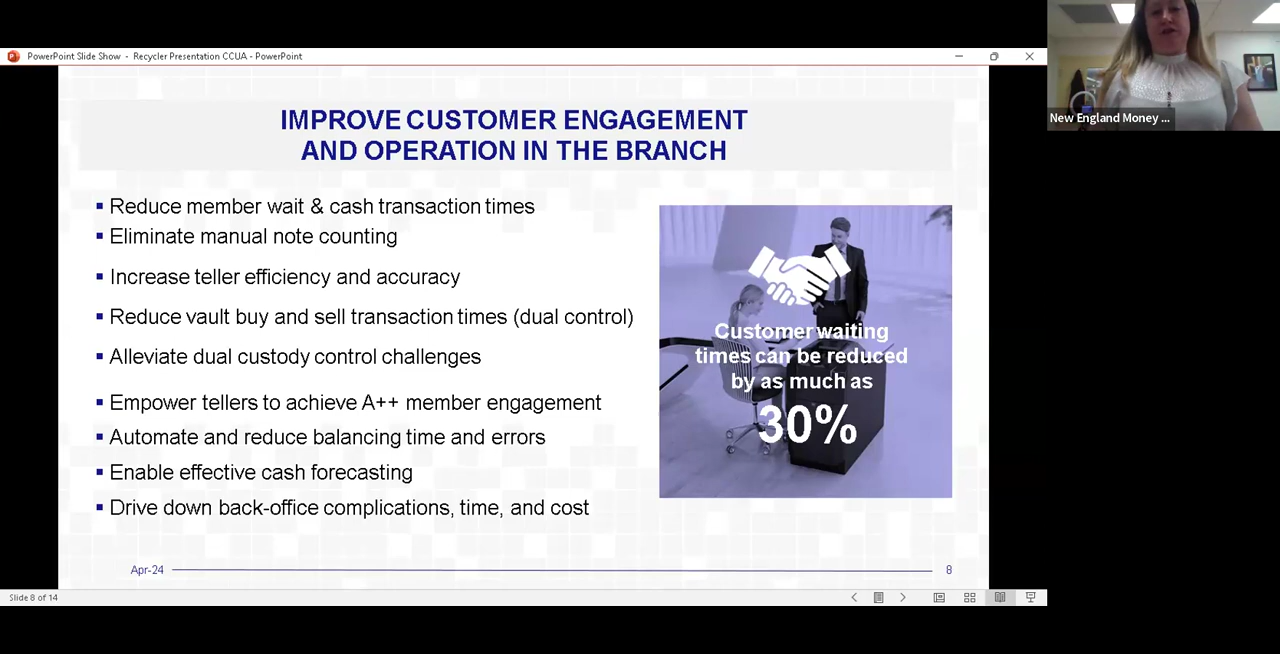 PowerPoint Slide Show - Recycler Presentation CCUA - PowerPoint
New England Money ...
IMPROVE CUSTOMER ENGAGEMENT
AND OPERATION IN THE BRANCH
▪ Reduce member wait & cash transaction times
▪ Eliminate manual note counting
▪ Increase teller efficiency and accuracy
▪ Reduce vault buy and sell transaction times (dual control)
▪ Alleviate dual custody control challenges
▪ Empower tellers to achieve A++ member engagement
▪ Automate and reduce balancing time and errors
▪ Enable effective cash forecasting
▪ Drive down back-office complications, time, and cost
Customer waiting
times can be reduced
by as much as
30%
Apr-24
8
Slide 8 of 14